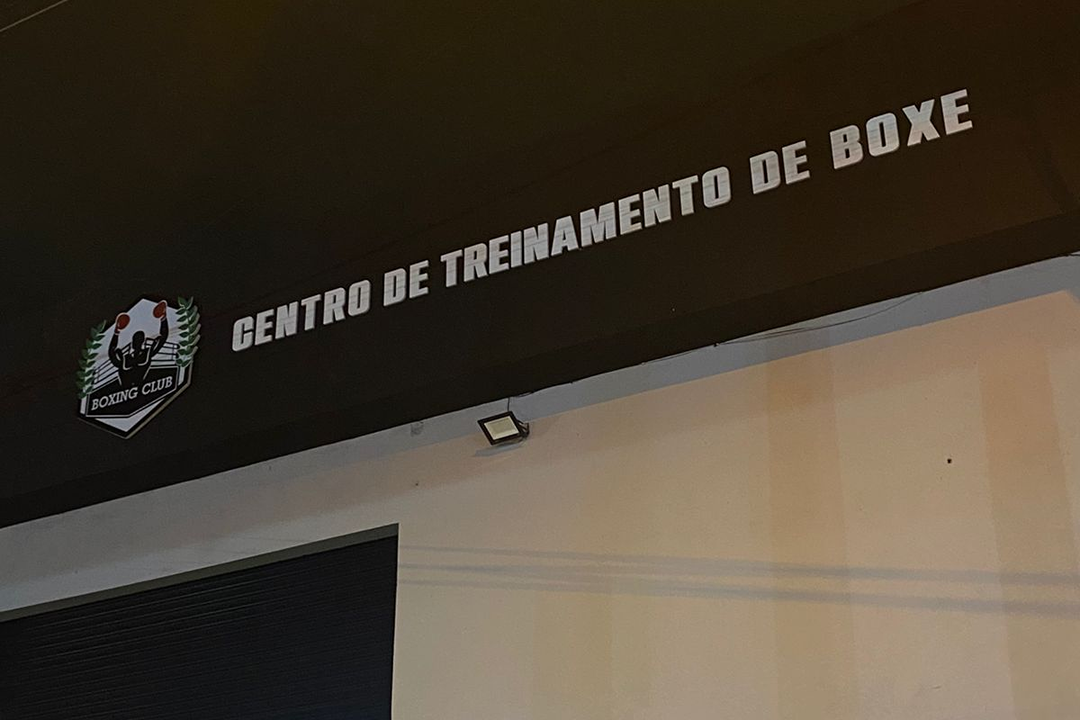 BOXING CLUB
CENTRO DE TREINAMENTO DE BOXE